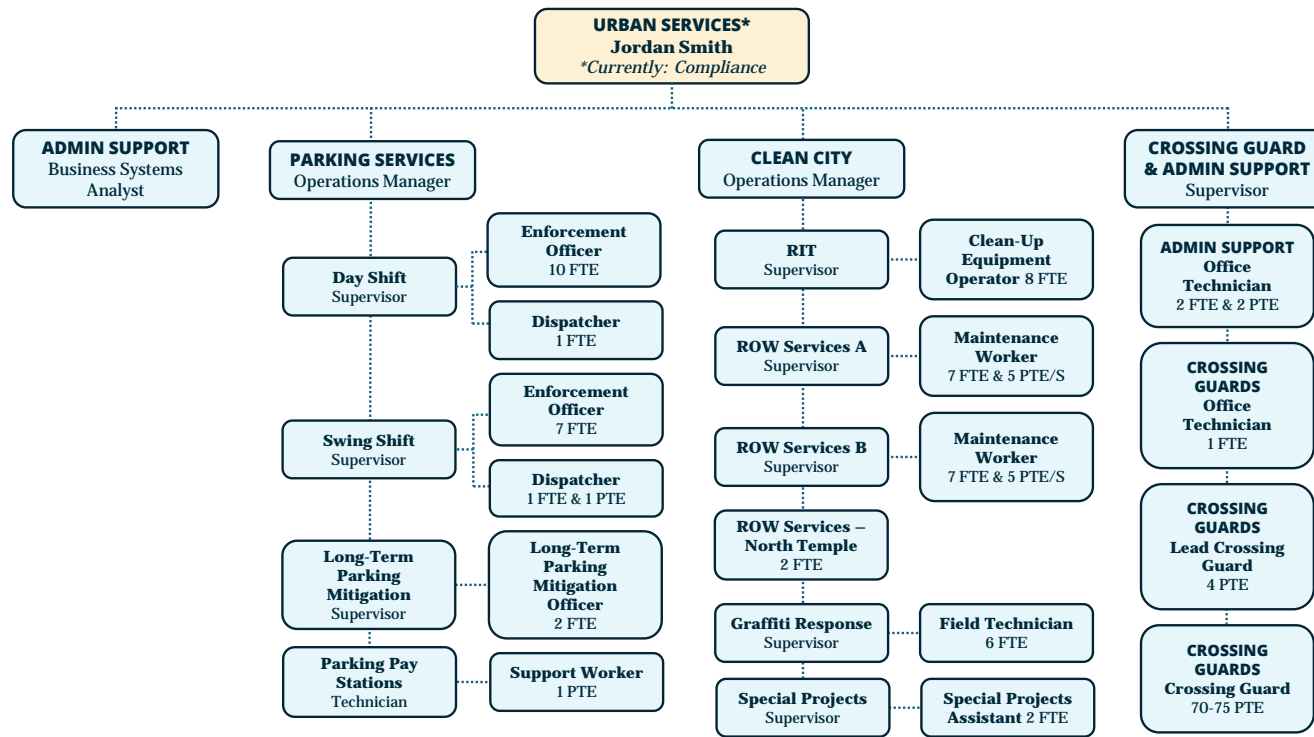 URBAN SERVICES*
Jordan Smith
*Currently: Compliance
ADMIN SUPPORT
Business Systems
Analyst
PARKING SERVICES
Operations Manager
Day Shift
Supervisor
Enforcement
Officer
10 FTE
Dispatcher
1 FTE
Swing Shift
Supervisor
Enforcement
Officer
7 FTE
Dispatcher
1 FTE & 1 PTE
Long-Term
Parking
Mitigation
Supervisor
Long-Term
Parking
Mitigation
Officer
2 FTE
Parking Pay
Stations
Technician
Support Worker
1 PTE
CLEAN CITY
Operations Manager
RIT
Supervisor
Clean-Up
Equipment
Operator 8 FTE
ROW Services A
Supervisor
Maintenance
Worker
7 FTE & 5 PTE/S
ROW Services B
Supervisor
Maintenance
Worker
7 FTE & 5 PTE/S
ROW Services –
North Temple
2 FTE
Graffiti Response
Supervisor
Field Technician
6 FTE
Special Projects
Supervisor
Special Projects
Assistant 2 FTE
CROSSING GUARD
& ADMIN SUPPORT
Supervisor
ADMIN SUPPORT
Office
Technician
2 FTE & 2 PTE
CROSSING
GUARDS
Office
Technician
1 FTE
CROSSING
GUARDS
Lead Crossing
Guard
4 PTE
CROSSING
GUARDS
Crossing Guard
70-75 PTE